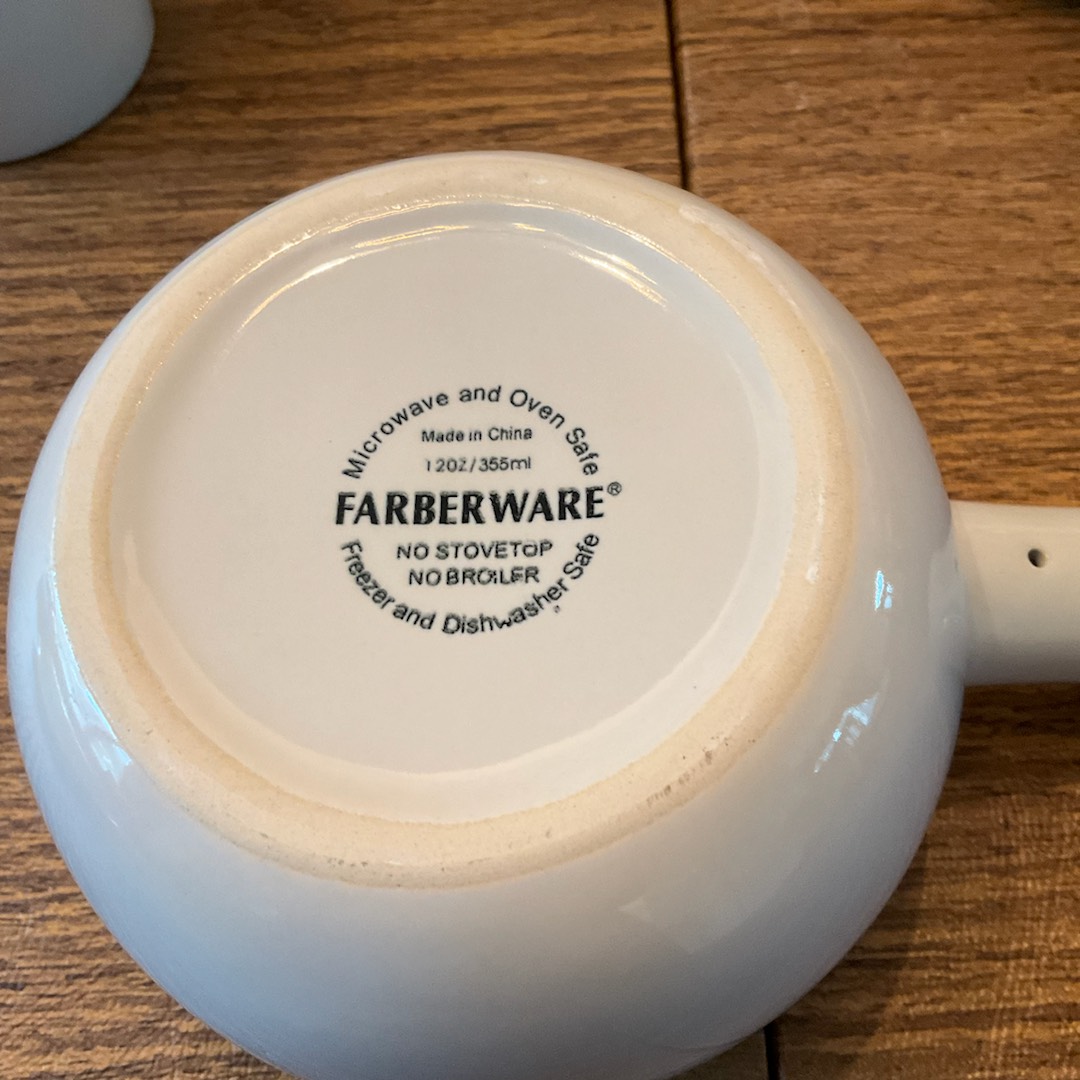 Microwave and Oven Safe
Made in China
12oz/355ml
FARBERWARE®
NO STOVETOP
NO BROILER
Freezer and Dishwasher Safe